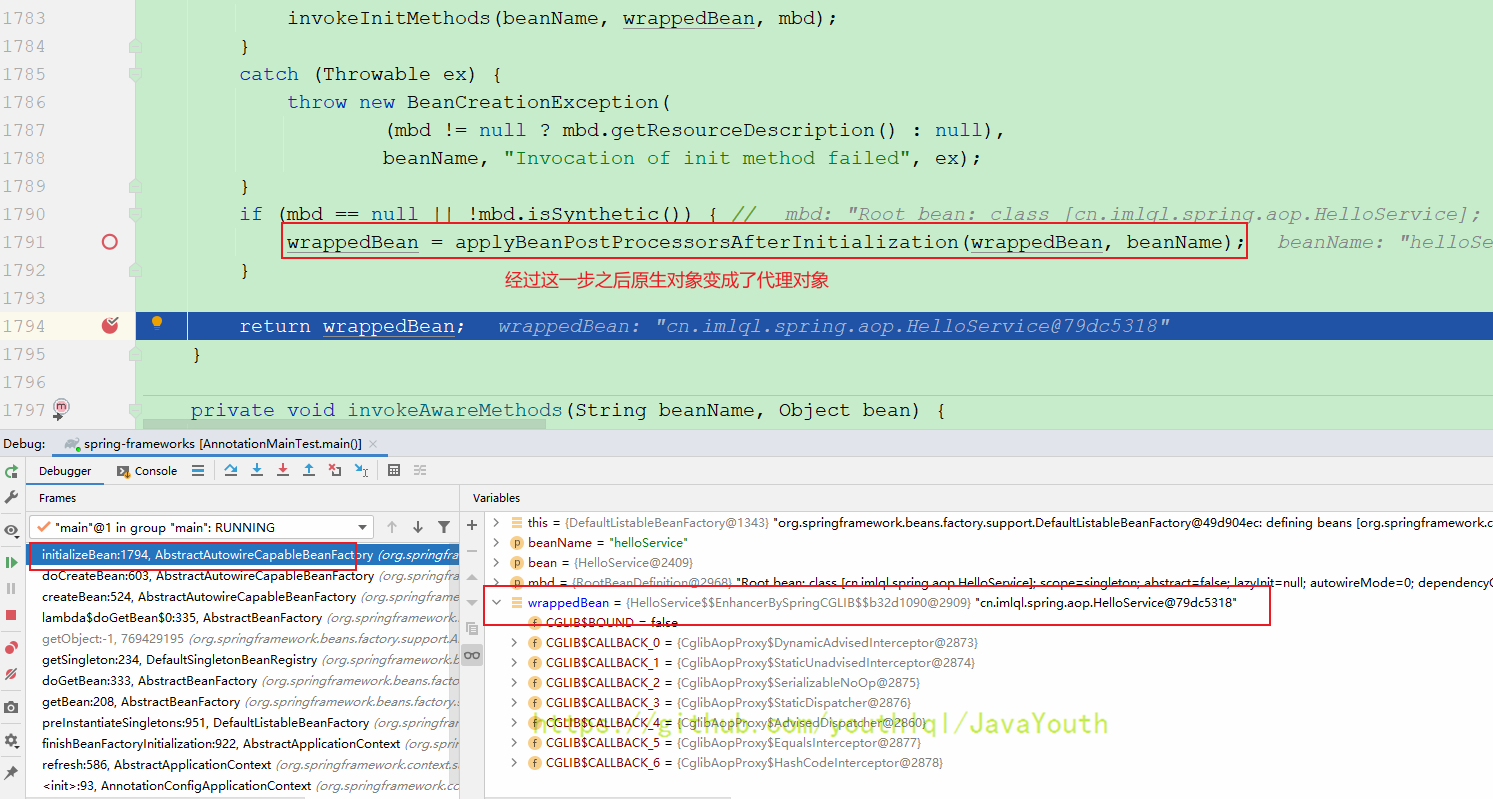 1783 invokeInitMethods(beanName, wrappedBean, mbd);
1784 }
1785 catch (Throwable ex) {
1786 throw new BeanCreationException(
1787 (mbd != null ? mbd.getResourceDescription() : null),
1788 beanName, "Invocation of init method failed", ex);
1789 }
1790 if (mbd == null || !mbd.isSynthetic()) { // mbd: "Root bean: class [cn.imlql.spring.aop.HelloService];
1791 wrappedBean = applyBeanPostProcessorsAfterInitialization(wrappedBean, beanName); beanName: "helloSe
1792 }
经过这一步之后原生对象变成了代理对象
1793
1794 return wrappedBean; wrappedBean: "cn.imlql.spring.aop.HelloService@79dc5318"
1795 }
1796
1797 private void invokeAwareMethods(String beanName, Object bean) {
Debug: spring-frameworks [AnnotationMainTest.main()]
Debugger Console
Frames
"main"@1 in group "main": RUNNING
initializeBean:1794, AbstractAutowireCapableBeanFactory (org.springfra
doCreateBean:603, AbstractAutowireCapableBeanFactory (org.springfram
createBean:524, AbstractAutowireCapableBeanFactory (org.springframew
lambda$doGetBean$0:335, AbstractBeanFactory (org.springframework.be
getObject:-1, 769429195 (org.springframework.beans.factory.support.A
getSingleton:234, DefaultSingletonBeanRegistry (org.springframework.b
doGetBean:333, AbstractBeanFactory (org.springframework.beans.facto
getBean:208, AbstractBeanFactory (org.springframework.beans.factory.s
preInstantiateSingletons:951, DefaultListableBeanFactory (org.springfram
finishBeanFactoryInitialization:922, AbstractApplicationContext (org.sprin
refresh:586, AbstractApplicationContext (org.springframework.context.s
<init>:93, AnnotationConfigApplicationContext (org.springframework.co
Variables
this = {DefaultListableBeanFactory@1343} "org.springframework.beans.factory.support.DefaultListableBeanFactory@49d904ec: defining beans [org.springframework.c
beanName = "helloService"
bean = {HelloService@2409}
mbd = {RootBeanDefinition@2968} "Root bean: class [cn.imlql.spring.aop.HelloService]; scope=singleton; abstract=false; lazyInit=null; autowireMode=0; dependencyC
wrappedBean = {HelloService$$EnhancerBySpringCGLIB$$b32d1090@2909} "cn.imlql.spring.aop.HelloService@79dc5318"
CGLIB$BOUND = false
CGLIB$CALLBACK_0 = {CglibAopProxy$DynamicAdvisedInterceptor@2873}
CGLIB$CALLBACK_1 = {CglibAopProxy$StaticUnadvisedInterceptor@2874}
CGLIB$CALLBACK_2 = {CglibAopProxy$SerializableNoOp@2875}
CGLIB$CALLBACK_3 = {CglibAopProxy$StaticDispatcher@2876}
CGLIB$CALLBACK_4 = {CglibAopProxy$AdvisedDispatcher@2860}
https://github.com/youthlql/JavaYouth
CGLIB$CALLBACK_5 = {CglibAopProxy$EqualsInterceptor@2877}
CGLIB$CALLBACK_6 = {CglibAopProxy$HashCodeInterceptor@2878}